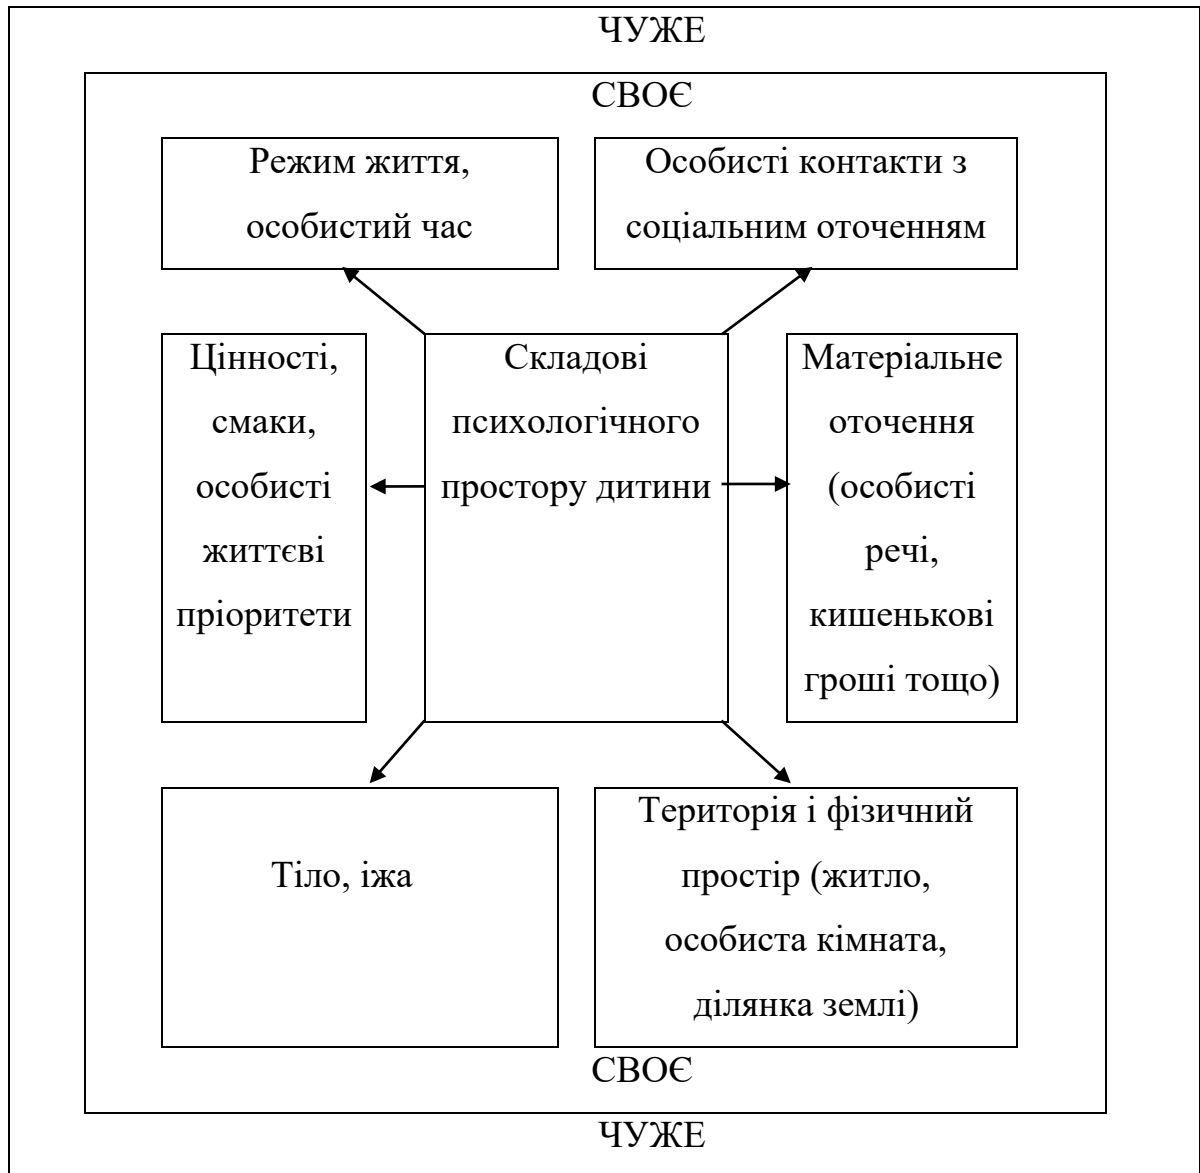 ЧУЖЕ
СВОЄ
Режим життя,
особистий час
Особисті контакти з
соціальним оточенням
Цінності,
смаки,
особисті
життєві
пріоритети
Складові
психологічного
простору дитини
Матеріальне
оточення
(особисті
речі,
кишенькові
гроші тощо)
Тіло, іжа
Територія і фізичний
простір (житло,
особиста кімната,
ділянка землі)
СВОЄ
ЧУЖЕ